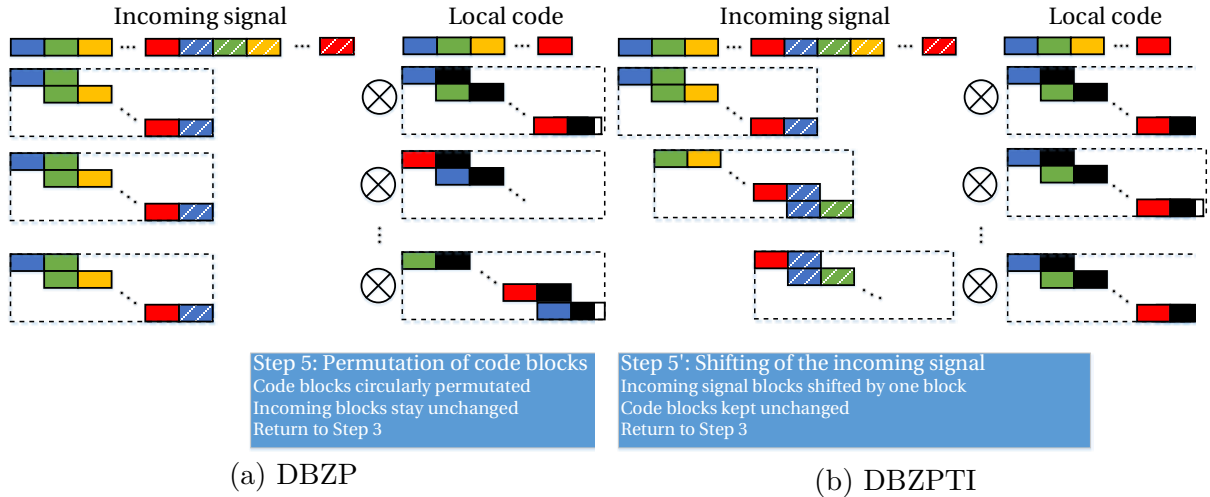 Incoming signal
Local code
Incoming signal
Local code
Step 5: Permutation of code blocks
Code blocks circularly permutated
Incoming blocks stay unchanged
Return to Step 3
Step 5': Shifting of the incoming signal
Incoming signal blocks shifted by one block
Code blocks kept unchanged
Return to Step 3
(a) DBZP
(b) DBZPTI